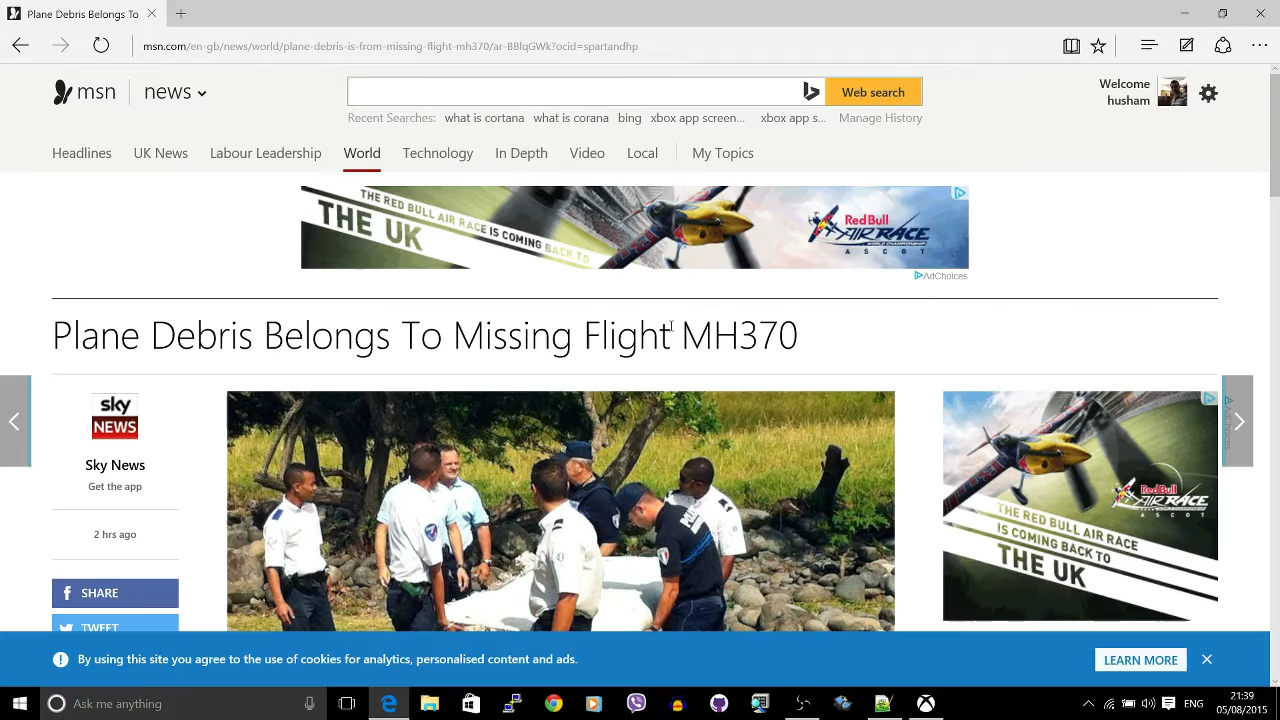 Plane D
msn.com/en-gb/news/world/plane-debris-is-from-missing-flight-mh370/ar-BBlqGWk?ocid=spartandhp
msn news
Web search
Welcome
husham
Recent Searches: what is cortana what is corana bing xbox app screen... xbox app s... Manage History
Headlines UK News Labour Leadership World Technology In Depth Video Local My Topics
THE RED BULL AIR RACE IS COMING BACK TO
THE UK
Red Bull
AIR RACE
WORLD CHAMPIONSHIP
ASCOT
AdChoices
Plane Debris Belongs To Missing Flight MH370
sky
NEWS
Sky News
Get the app
2 hrs ago
SHARE
TWEET
Red Bull
AIR RACE
ASCOT
THE RED BULL AIR RACE
IS COMING BACK TO
THE UK
AdChoices
By using this site you agree to the use of cookies for analytics, personalised content and ads.
LEARN MORE
Ask me anything
ENG
21:39
05/08/2015